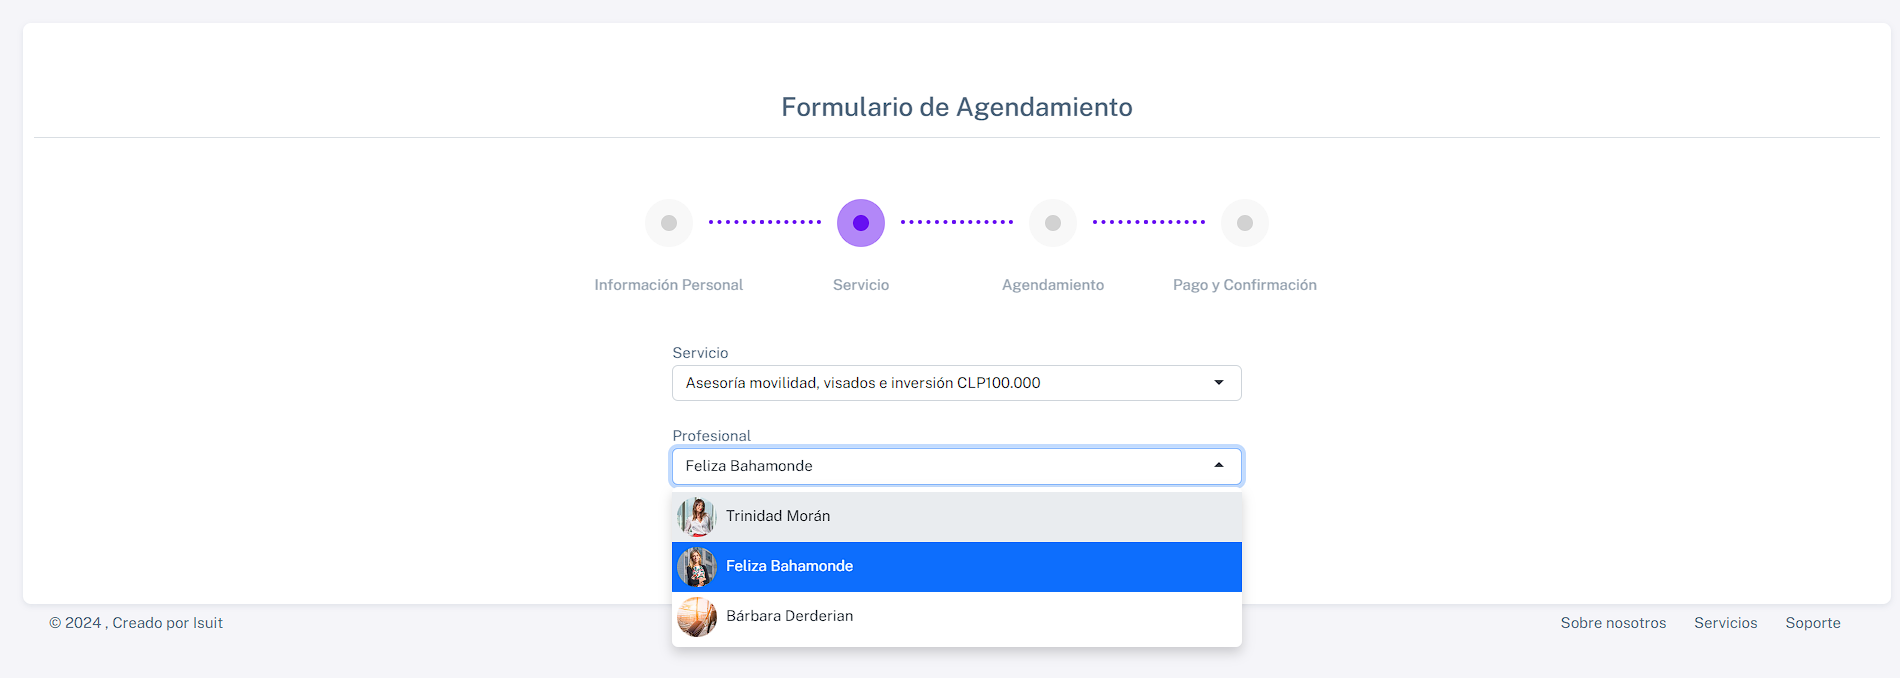 Formulario de Agendamiento
Información Personal
Servicio
Agendamiento
Pago y Confirmación
Servicio
Asesoría movilidad, visados e inversión CLP100.000
Profesional
Feliza Bahamonde
Trinidad Morán
Feliza Bahamonde
Bárbara Derderian
© 2024 , Creado por Isuit
Sobre nosotros
Servicios
Soporte